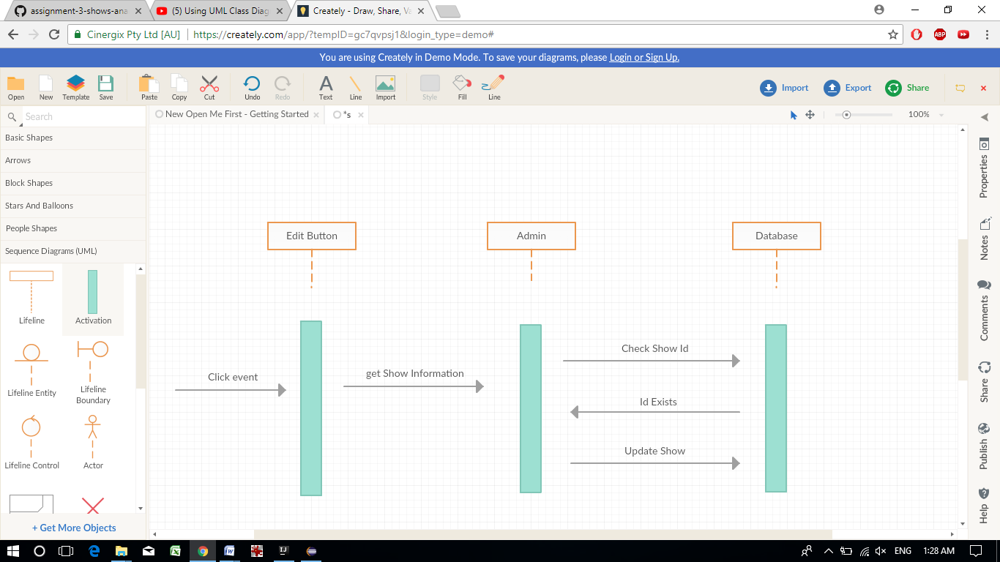 assignment-3-shows-ana
(5) Using UML Class Diag
Creately - Draw, Share, Va
Cinergix Pty Ltd [AU]
https://creately.com/app/?tempID=gc7qvpsj1&login_type=demo#
ABP
You are using Creately in Demo Mode. To save your diagrams, please Login or Sign Up.
Open
New
Template
Save
Paste
Copy
Cut
Undo
Redo
Text
Line
Import
Style
Fill
Line
Import
Export
Share
Search
New Open Me First - Getting Started
*s
100%
Basic Shapes
Arrows
Block Shapes
Stars And Balloons
People Shapes
Sequence Diagrams (UML)
Lifeline
Activation
Lifeline Entity
Lifeline
Boundary
Lifeline Control
Actor
+ Get More Objects
Edit Button
Admin
Database
Click event
get Show Information
Check Show Id
Id Exists
Update Show
Properties
Notes
Comments
Share
Publish
Help
ENG
1:28 AM